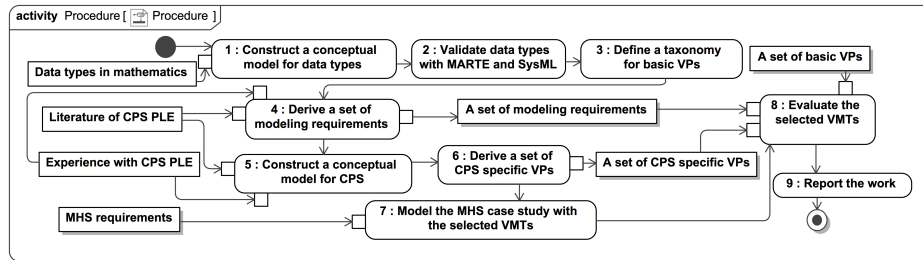 activity Procedure [ Procedure ]
1 : Construct a conceptual
model for data types
2 : Validate data types
with MARTE and SysML
3 : Define a taxonomy
for basic VPs
A set of basic VPs
Data types in mathematics
4 : Derive a set of
modeling requirements
A set of modeling requirements
8 : Evaluate the
selected VMTs
Literature of CPS PLE
Experience with CPS PLE
5 : Construct a conceptual
model for CPS
6 : Derive a set of
CPS specific VPs
A set of CPS specific VPs
9 : Report the work
MHS requirements
7 : Model the MHS case study with
the selected VMTs